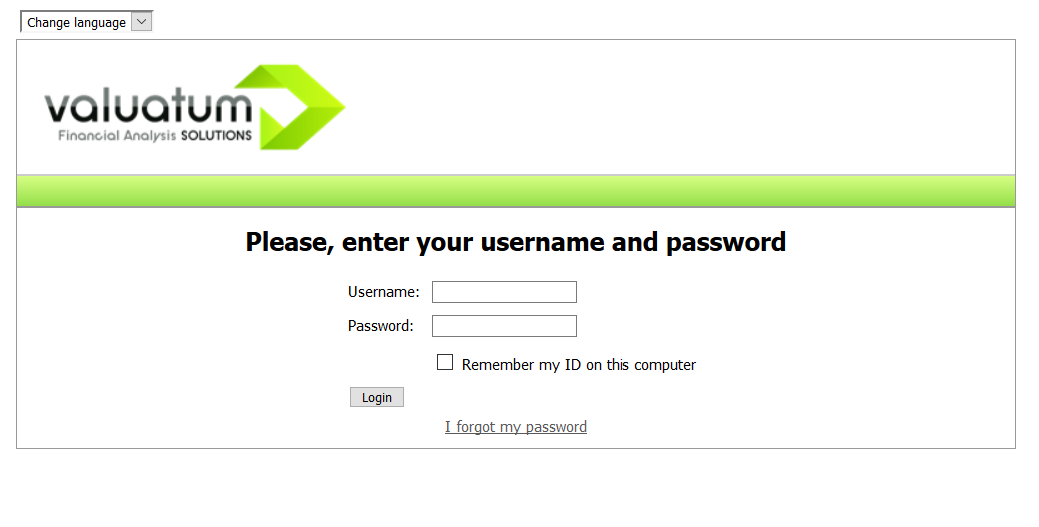 Change language
valuatum
Financial Analysis SOLUTIONS
Please, enter your username and password
Username:
Password:
Remember my ID on this computer
Login
I forgot my password